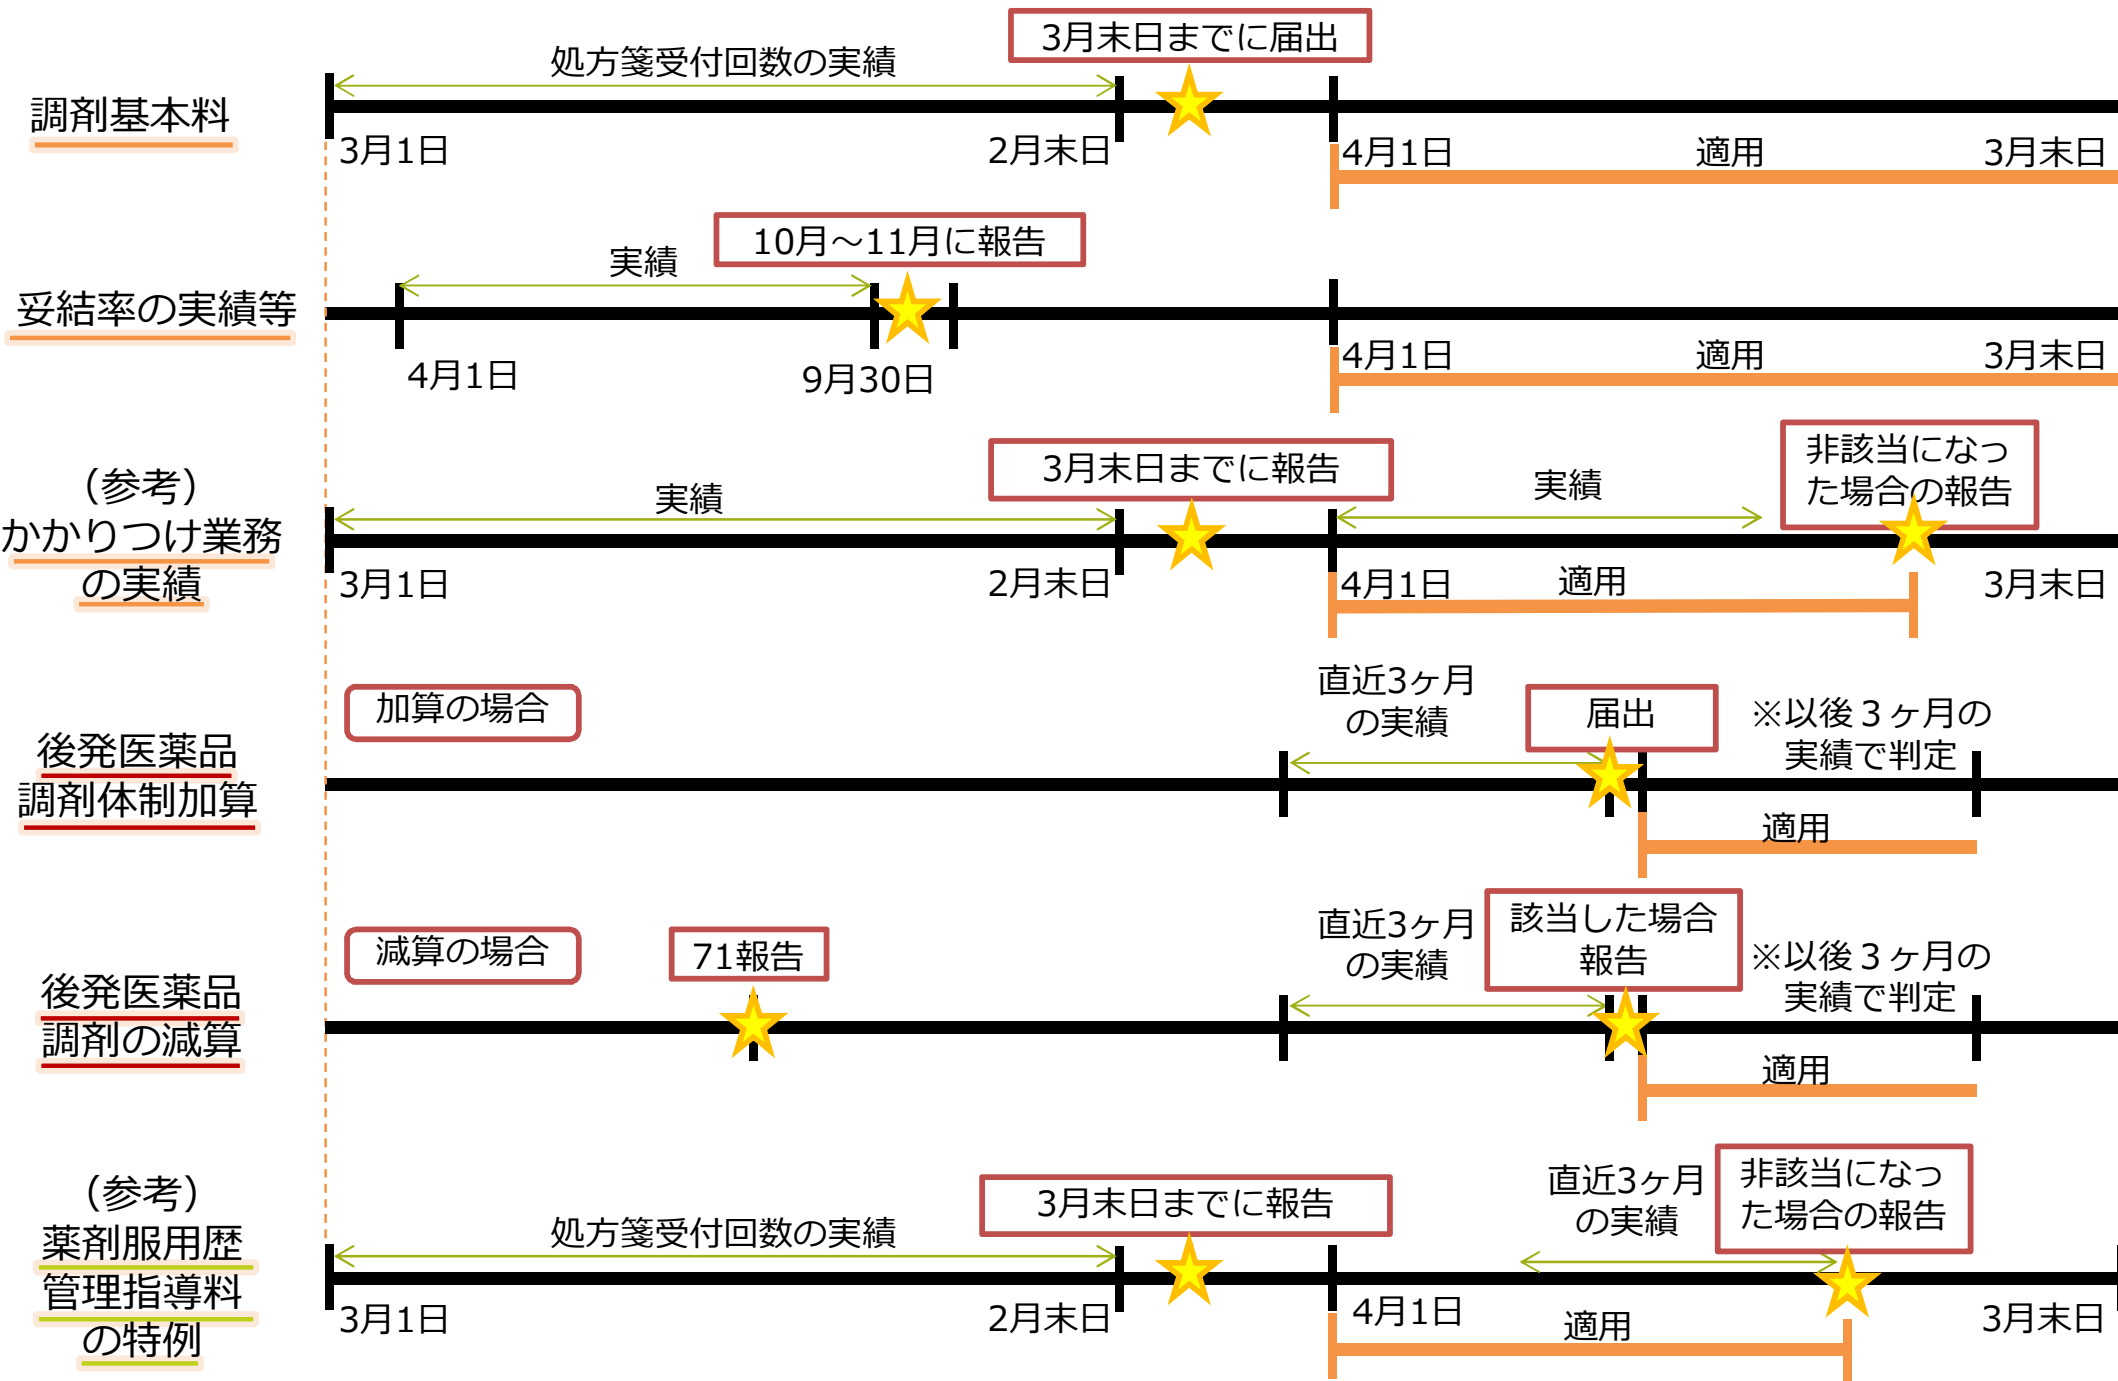 調剤基本料
処方箋受付回数の実績
3月末日までに届出
3月1日
2月末日
4月1日
適用
3月末日
妥結率の実績等
実績
10月～11月に報告
4月1日
9月30日
4月1日
適用
3月末日
（参考）
かかりつけ業務
の実績
実績
3月末日までに報告
実績
非該当になっ
た場合の報告
3月1日
2月末日
4月1日
適用
3月末日
後発医薬品
調剤体制加算
加算の場合
直近3ヶ月
の実績
届出
※以後３ヶ月の
実績で判定
適用
後発医薬品
調剤の減算
減算の場合
71報告
直近3ヶ月
の実績
該当した場合
報告
※以後３ヶ月の
実績で判定
適用
（参考）
薬剤服用歴
管理指導料
の特例
処方箋受付回数の実績
3月末日までに報告
直近3ヶ月
の実績
非該当になっ
た場合の報告
3月1日
2月末日
4月1日
適用
3月末日